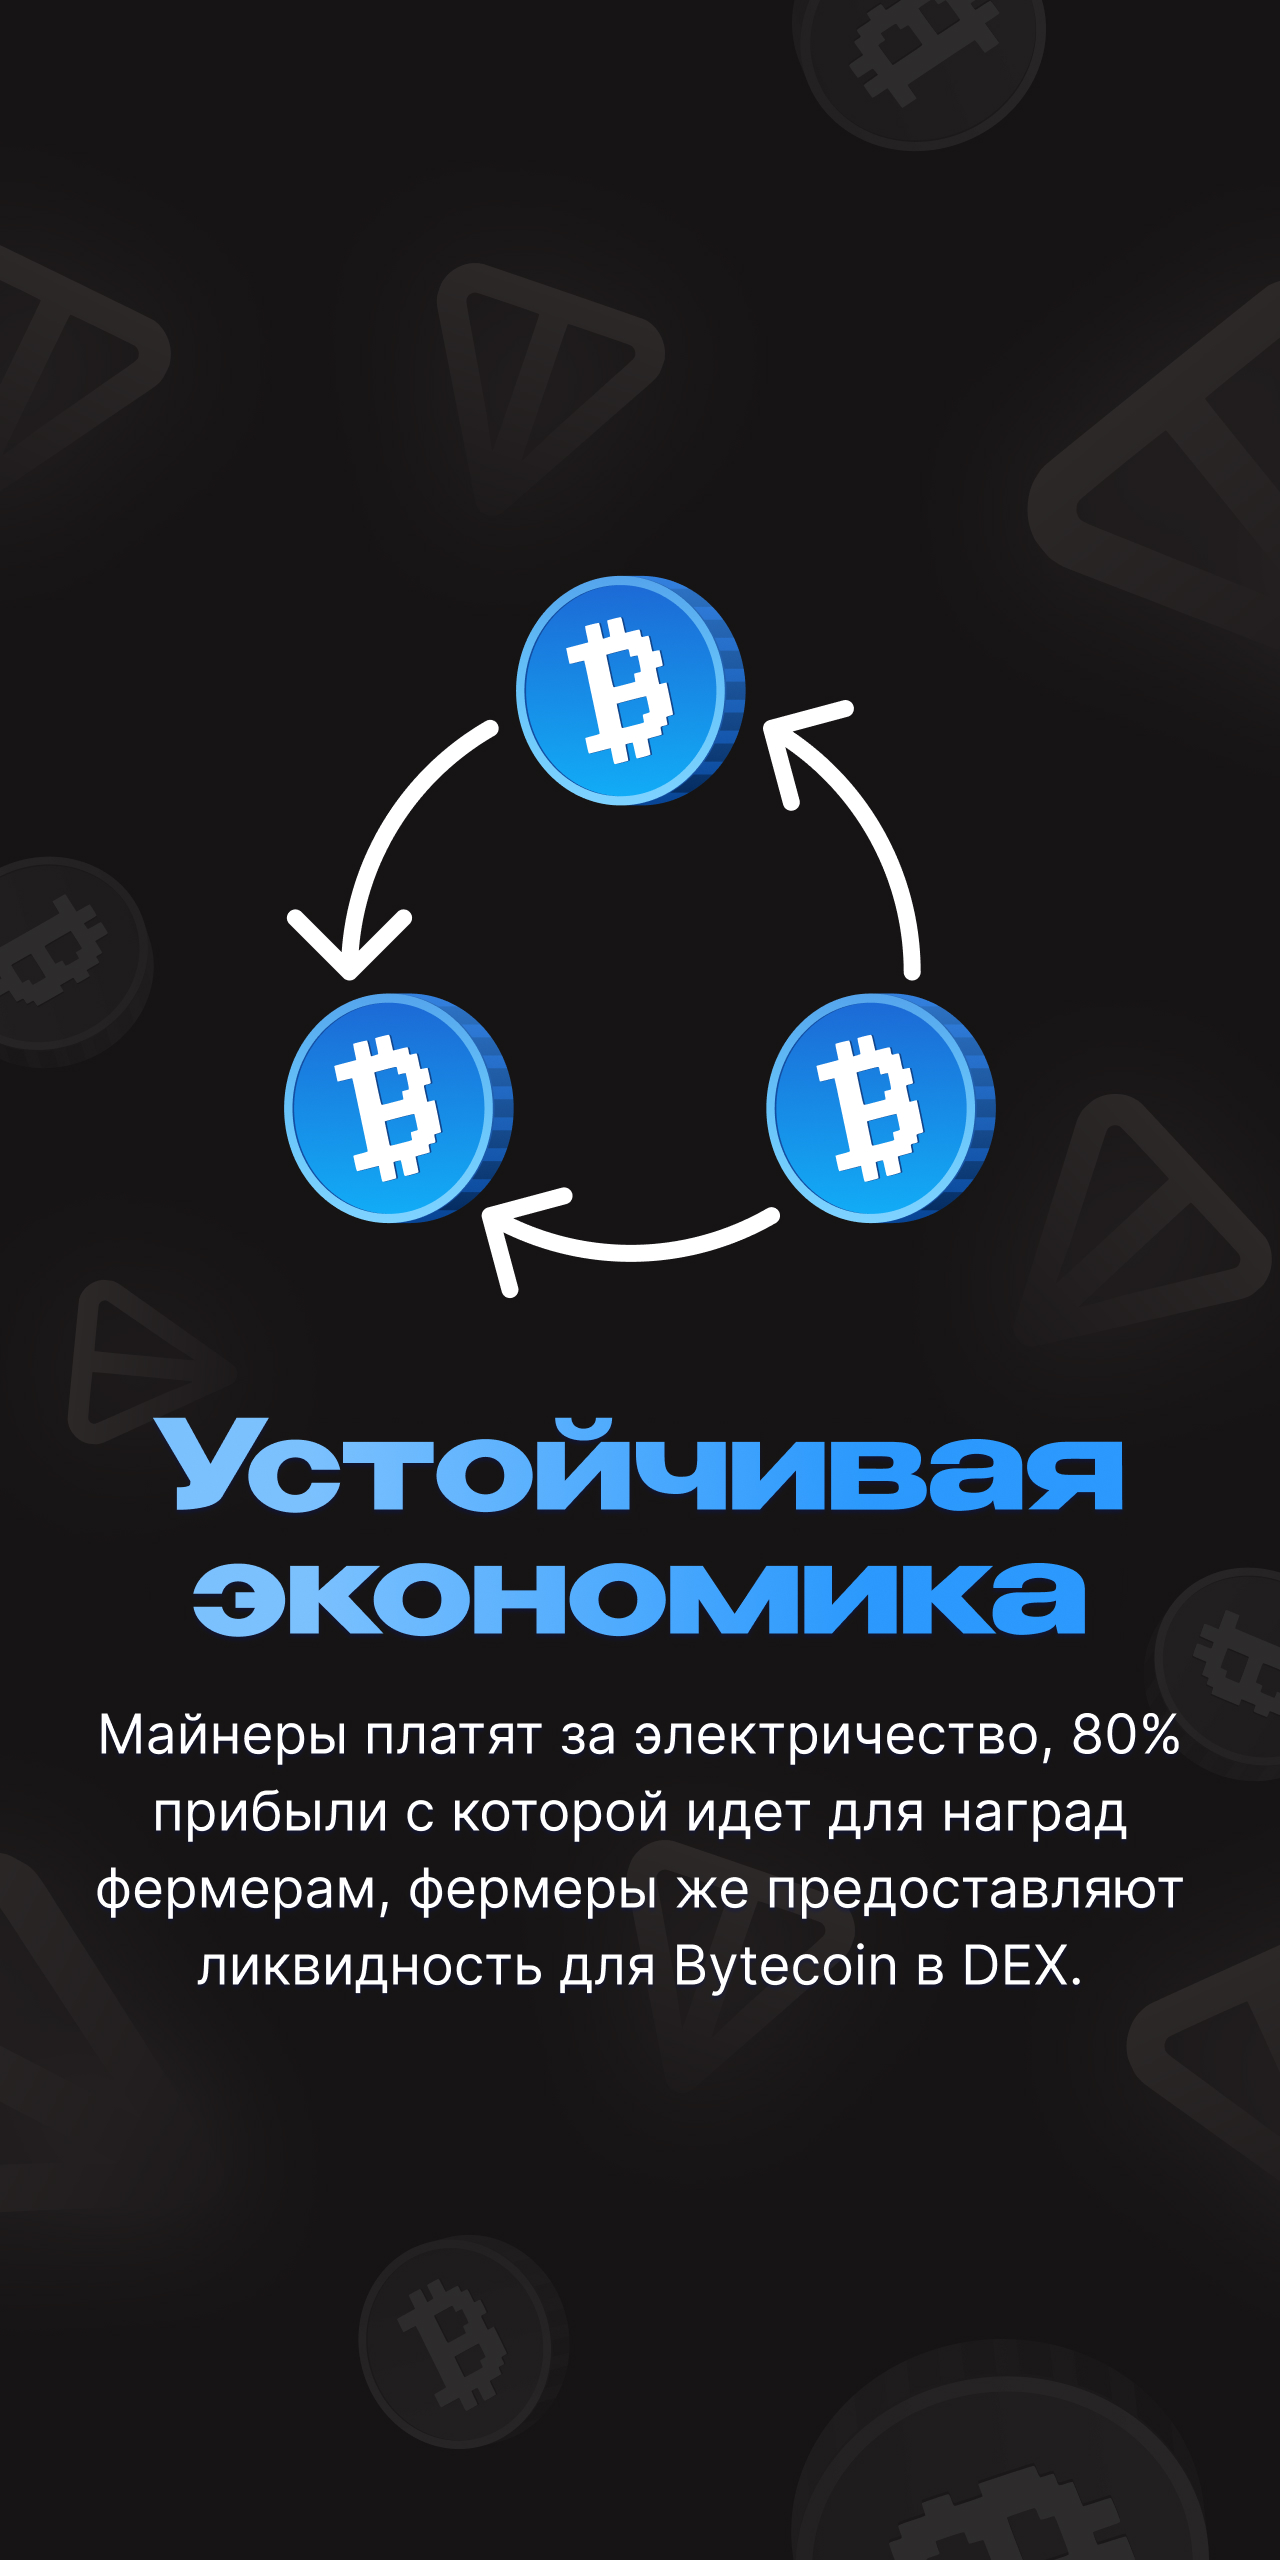 Устойчивая
экономика
Майнеры платят за электричество, 80%
прибыли с которой идет для наград
фермерам, фермеры же предоставляют
ликвидность для Bytecoin в DEX.